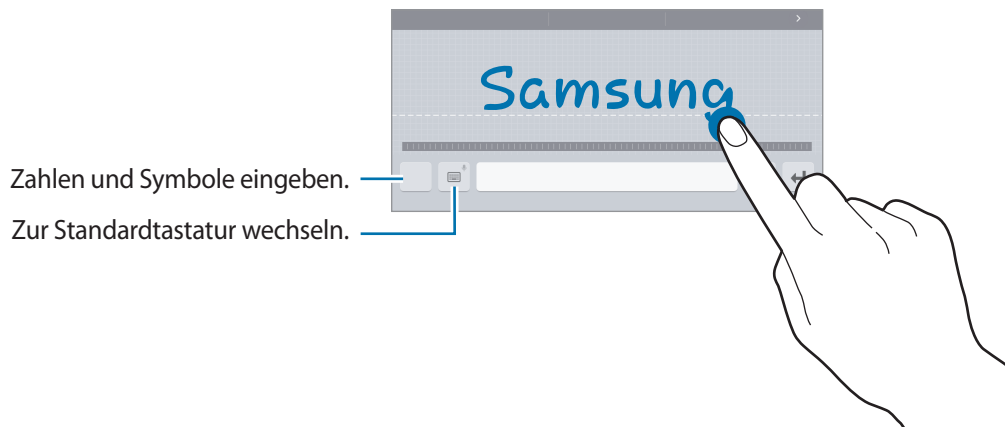 Samsung
Zahlen und Symbole eingeben.
Zur Standardtastatur wechseln.